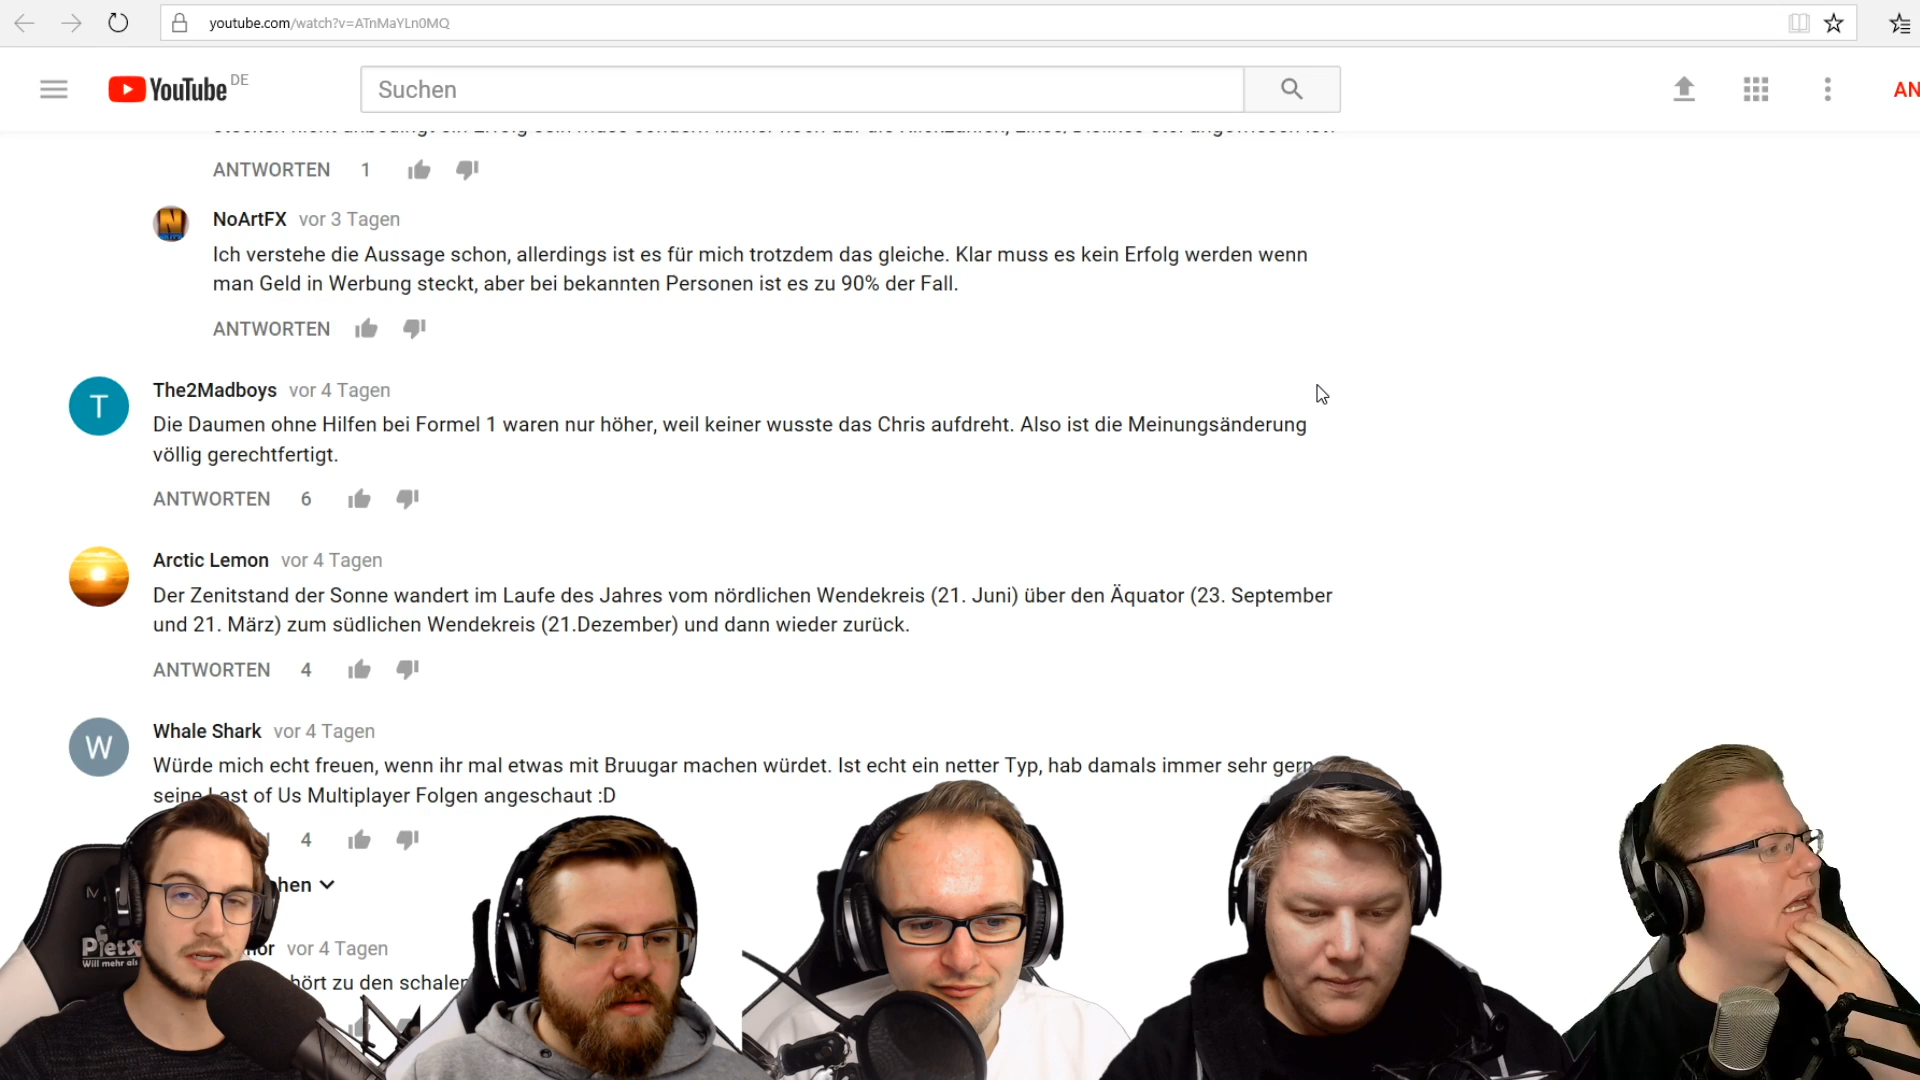 youtube.com/watch?v=ATnMaYLn0MQ
YouTube DE
Suchen
AN
ANTWORTEN 1
N
NoArtFX vor 3 Tagen
Ich verstehe die Aussage schon, allerdings ist es für mich trotzdem das gleiche. Klar muss es kein Erfolg werden wenn
man Geld in Werbung steckt, aber bei bekannten Personen ist es zu 90% der Fall.
ANTWORTEN
T
The2Madboys vor 4 Tagen
Die Daumen ohne Hilfen bei Formel 1 waren nur höher, weil keiner wusste das Chris aufdreht. Also ist die Meinungsänderung
völlig gerechtfertigt.
ANTWORTEN 6
Arctic Lemon vor 4 Tagen
Der Zenitstand der Sonne wandert im Laufe des Jahres vom nördlichen Wendekreis (21. Juni) über den Äquator (23. September
und 21. März) zum südlichen Wendekreis (21.Dezember) und dann wieder zurück.
ANTWORTEN 4
W
Whale Shark vor 4 Tagen
Würde mich echt freuen, wenn ihr mal etwas mit Bruugar machen würdet. Ist echt ein netter Typ, hab damals immer sehr gern
seine Last of Us Multiplayer Folgen angeschaut :D
4
hen
vor 4 Tagen
hört zu den schalen
Will mehr als